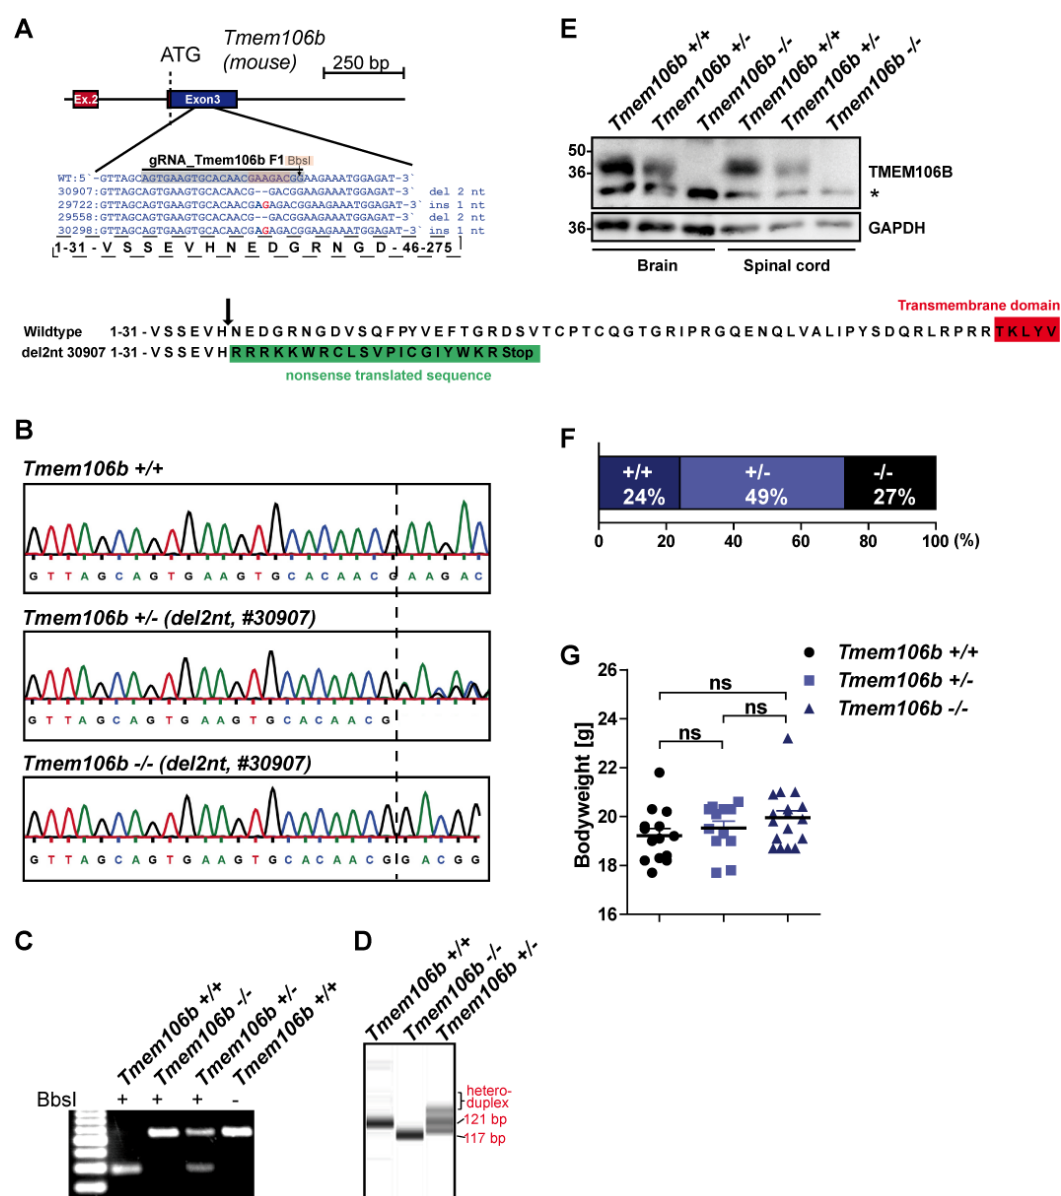 A
ATG
Tmem106b
(mouse)
250 bp
Ex.2
Exon3
gRNA_Tmem106b F1
BbsI
WT:5`-GTTAGCAGTGAAGTGCACAACGAAGACGGAAGAAATGGAGAT-3`
30907:GTTAGCAGTGAAGTGCACAACG--GACGGAAGAAATGGAGAT-3` del 2 nt
29722:GTTAGCAGTGAAGTGCACAACGAGAGACGGAAGAAATGGAGAT-3` ins 1 nt
29558:GTTAGCAGTGAAGTGCACAACG--GACGGAAGAAATGGAGAT-3` del 2 nt
30298:GTTAGCAGTGAAGTGCACAACGAGAGACGGAAGAAATGGAGAT-3` ins 1 nt
1-31 - V S S E V H N E D G R N G D - 46-275
Transmembrane domain
Wildtype 1-31 - V S S E V H N E D G R N G D V S Q F P Y V E F T G R D S V T C P T C Q G T G R I P R G Q E N Q L V A L I P Y S D Q R L R P R R T K L Y V
del2nt 30907 1-31 - V S S E V H R R R K K W R C L S V P I C G I Y W K R Stop
nonsense translated sequence
B
Tmem106b +/+
G T T A G C A G T G A A G T G C A C A A C G A A G A C
Tmem106b +/- (del2nt, #30907)
G T T A G C A G T G A A G T G C A C A A C G
Tmem106b -/- (del2nt, #30907)
G T T A G C A G T G A A G T G C A C A A C G G A C G G
C
Tmem106b +/+
Tmem106b -/-
Tmem106b +/-
Tmem106b +/+
BbsI + + + -
D
Tmem106b +/+
Tmem106b -/-
Tmem106b +/-
hetero-
duplex
121 bp
117 bp
E
Tmem106b +/+
Tmem106b +/-
Tmem106b -/-
Tmem106b +/+
Tmem106b +/-
Tmem106b -/-
50
36
TMEM106B
*
36
GAPDH
Brain
Spinal cord
F
+/+ +/- -/-
24% 49% 27%
0 20 40 60 80 100 (%)
G
Tmem106b +/+
Tmem106b +/-
Tmem106b -/-
Bodyweight [g]
26
24
22
20
18
16
ns
ns
ns